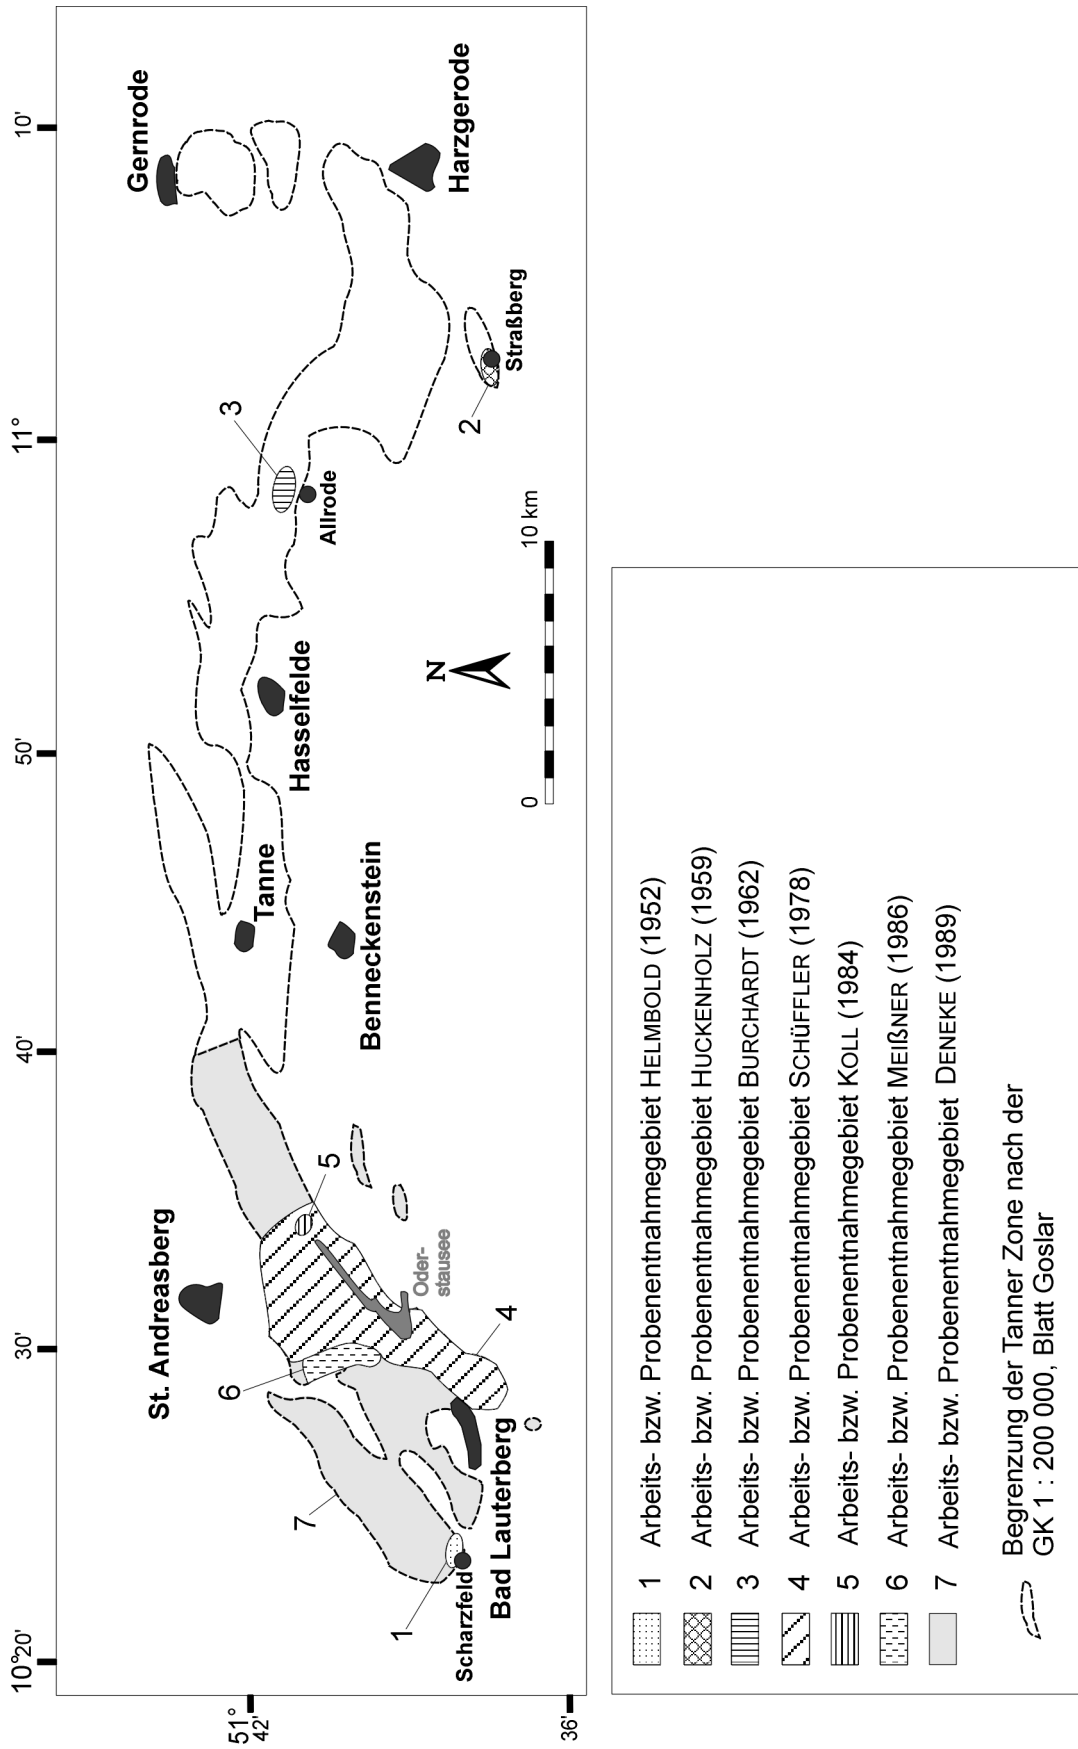 10°20'
30'
40'
50'
11°
10'
51°
42'
36'
Gernrode
Harzgerode
Straßberg
2
3
Allrode
Hasselfelde
Tanne
Benneckenstein
St. Andreasberg
5
Oder-
stausee
4
6
7
Bad Lauterberg
Scharzfeld
1
N
0
10 km
1 Arbeits- bzw. Probenentnahmegebiet HELMBOLD (1952)
2 Arbeits- bzw. Probenentnahmegebiet HUCKENHOLZ (1959)
3 Arbeits- bzw. Probenentnahmegebiet BURCHARDT (1962)
4 Arbeits- bzw. Probenentnahmegebiet SCHÜFFLER (1978)
5 Arbeits- bzw. Probenentnahmegebiet KOLL (1984)
6 Arbeits- bzw. Probenentnahmegebiet MEIßNER (1986)
7 Arbeits- bzw. Probenentnahmegebiet DENEKE (1989)
Begrenzung der Tanner Zone nach der
GK 1 : 200 000, Blatt Goslar